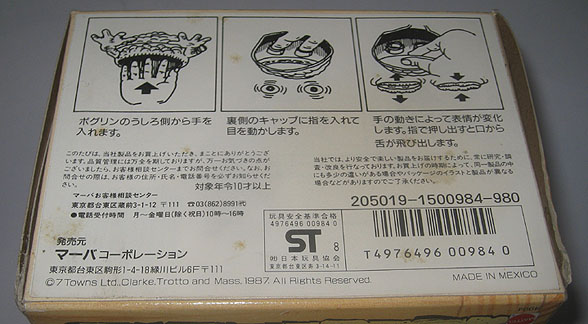 ボグリンのうしろ側から手を
入れます。
裏側のキャップに指を入れて
目を動かします。
手の動きによって表情が変化
します。指で押し出すと口から
舌が飛び出します。
このたびは、当社製品をお買上げいただき、まことにありがとうござ
います。品質管理には万全を期しておりますが、万一お気づきの点が
ございましたら、お客様相談センターまでお問合せください。なお、お
問合せの際は、お客様の住所・氏名・電話番号をかならずお知らせくだ
さい。
対象年令10才以上
マーバお客様相談センター
東京都台東区蔵前3-1-12 〒111
☎03(862)8991代
●電話受付時間 月〜金曜日(除く祝日)10時〜16時
当社では、より安全で楽しい製品をお届けするために、常に研究・調
査・改良を行なっております。お買上げの時期によって、同一製品の中
にも多少の違いがある場合やパッケージのイラストと製品が異なる
場合などがありますのでご了承ください。
205019-1500984-980
発売元
マーバコーポレーション
東京都台東区駒形1-4-18緑川ビル6F〒111
玩具安全基準合格
4976496 00984 0
ST 8
㈳日本玩具協会
東京都台東区駒形3-14-11
T4976496 00984 0
©7 Towns Ltd., Clarke, Trotto and Mass. 1987 All Rights Reserved.
MADE IN MEXICO